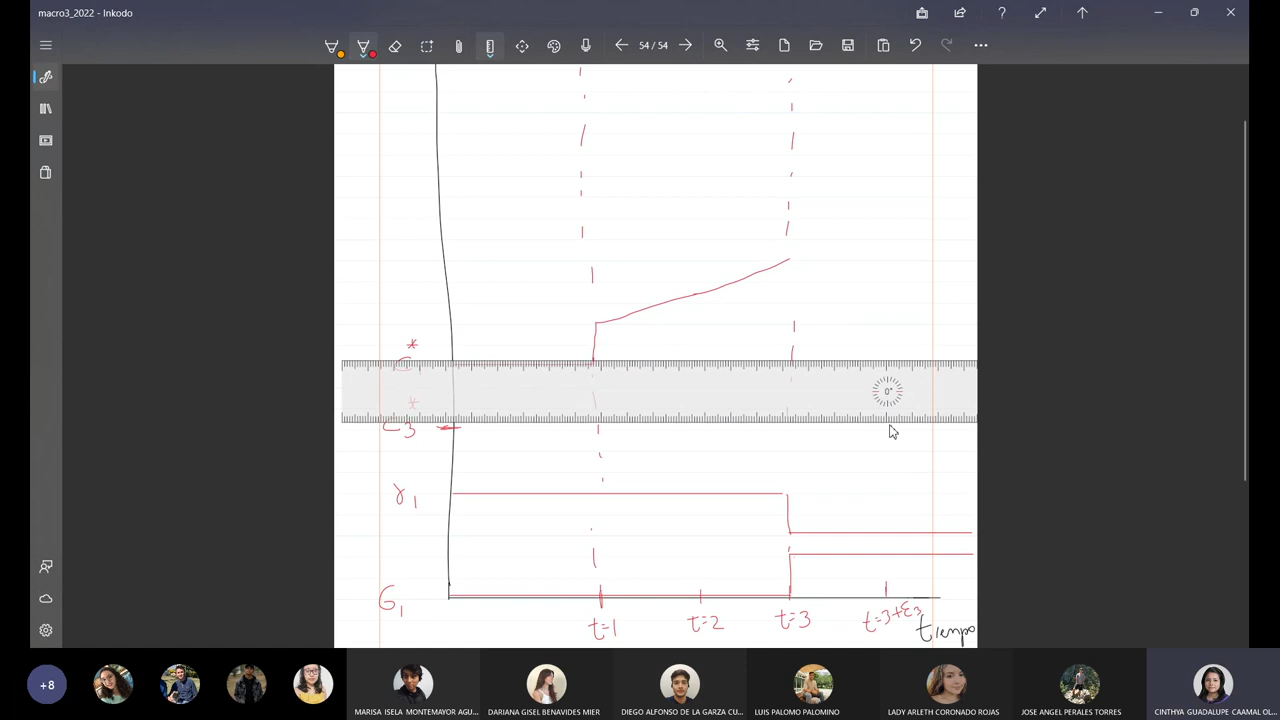 macro3_2022 - Inkodo
54 / 54
C*
0°
C3*
γ1
G1
t=1
t=2
t=3
t=3+ε3
tiempo
+8
MARISA ISELA MONTEMAYOR AGU...
DARIANA GISEL BENAVIDES MIER
DIEGO ALFONSO DE LA GARZA CU...
LUIS PALOMO PALOMINO
LADY ARLETH CORONADO ROJAS
JOSE ANGEL PERALES TORRES
CINTHYA GUADALUPE CAAMAL OL...